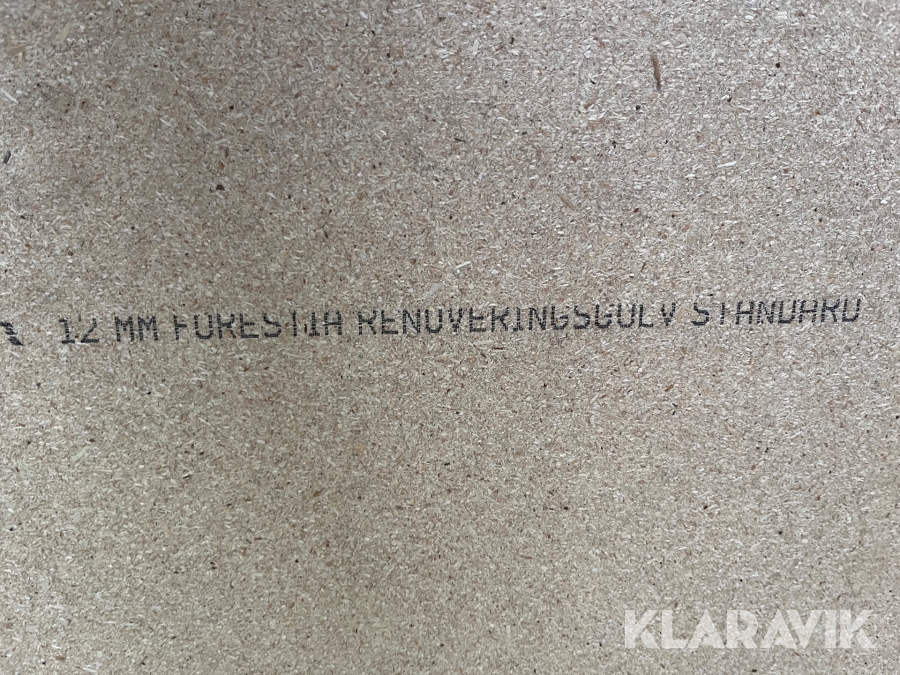 12 MM FORESTIA RENOVERINGSGULV STANDARD
KLARAVIK